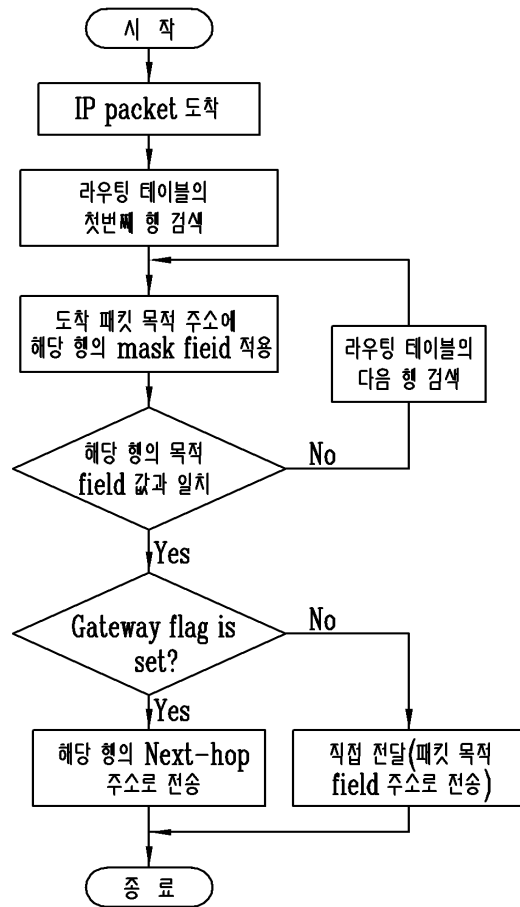 시 작
IP packet 도착
라우팅 테이블의
첫번째 행 검색
도착 패킷 목적 주소에
해당 행의 mask fieid 적용
라우팅 테이블의
다음 행 검색
해당 행의 목적
field 값과 일치
No
Yes
Gateway flag is
set?
No
Yes
해당 행의 Next-hop
주소로 전송
직접 전달(패킷 목적
field 주소로 전송)
종 료